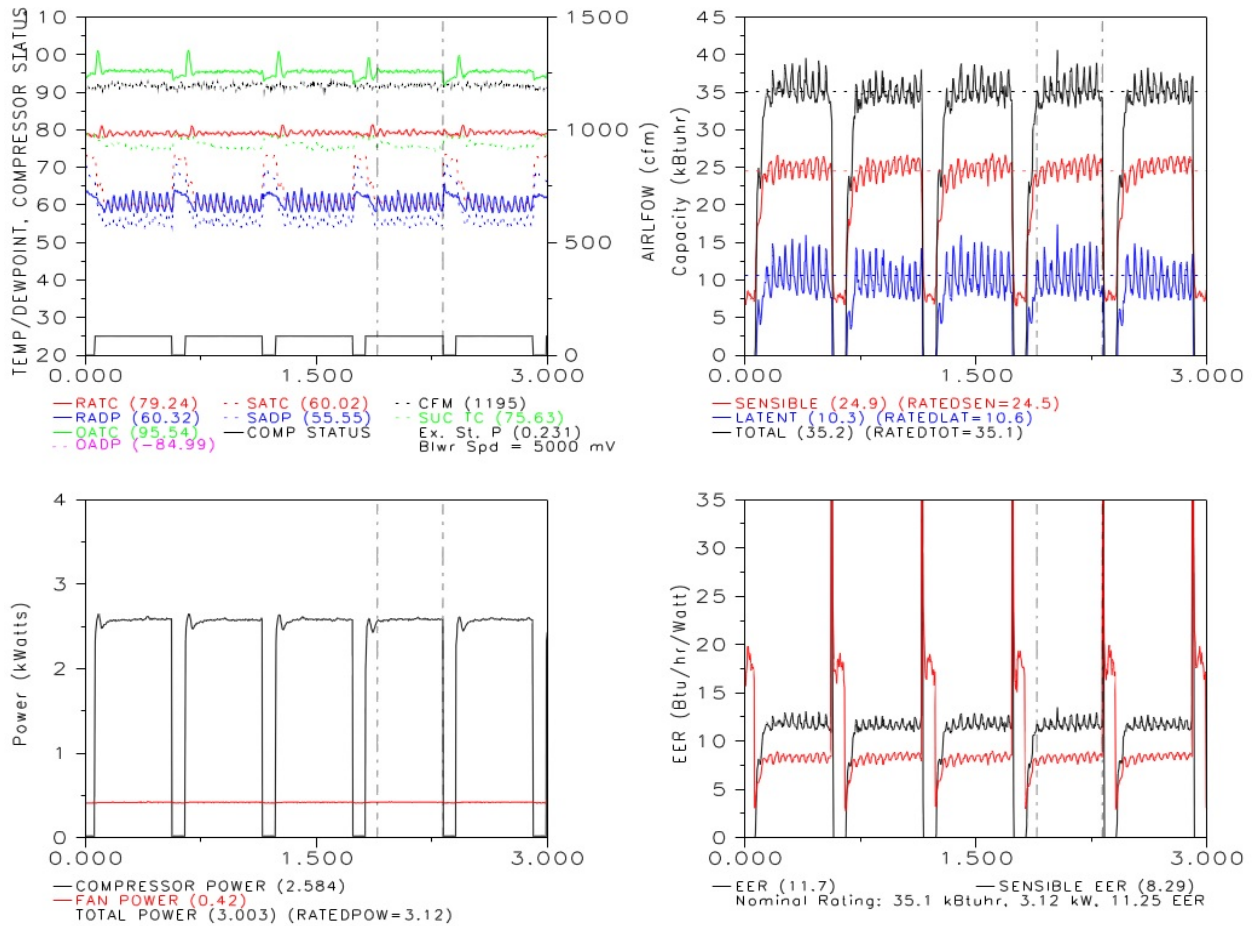 TEMP/DEWPOINT, COMPRESSOR STATUS
10
00
90
80
70
60
50
40
30
20
0.000 1.500 3.000
1500
1000
500
0
AIRLFOW (cfm)
RATC (79.24) SATC (60.02) CFM (1195)
RADP (60.32) SADP (55.55) SUC TC (75.63)
OATC (95.54) COMP STATUS Ex. St. P (0.231)
OADP (-84.99) Blwr Spd = 5000 mV
Capacity (kBtuhr)
45
40
35
30
25
20
15
10
5
0
0.000 1.500 3.000
SENSIBLE (24.9) (RATEDSEN=24.5)
LATENT (10.3) (RATEDLAT=10.6)
TOTAL (35.2) (RATEDTOT=35.1)
Power (kWatts)
4
3
2
1
0
0.000 1.500 3.000
COMPRESSOR POWER (2.584)
FAN POWER (0.42)
TOTAL POWER (3.003) (RATEDPOW=3.12)
EER (Btu/hr/Watt)
35
30
25
20
15
10
5
0
0.000 1.500 3.000
EER (11.7) SENSIBLE EER (8.29)
Nominal Rating: 35.1 kBtuhr, 3.12 kW, 11.25 EER